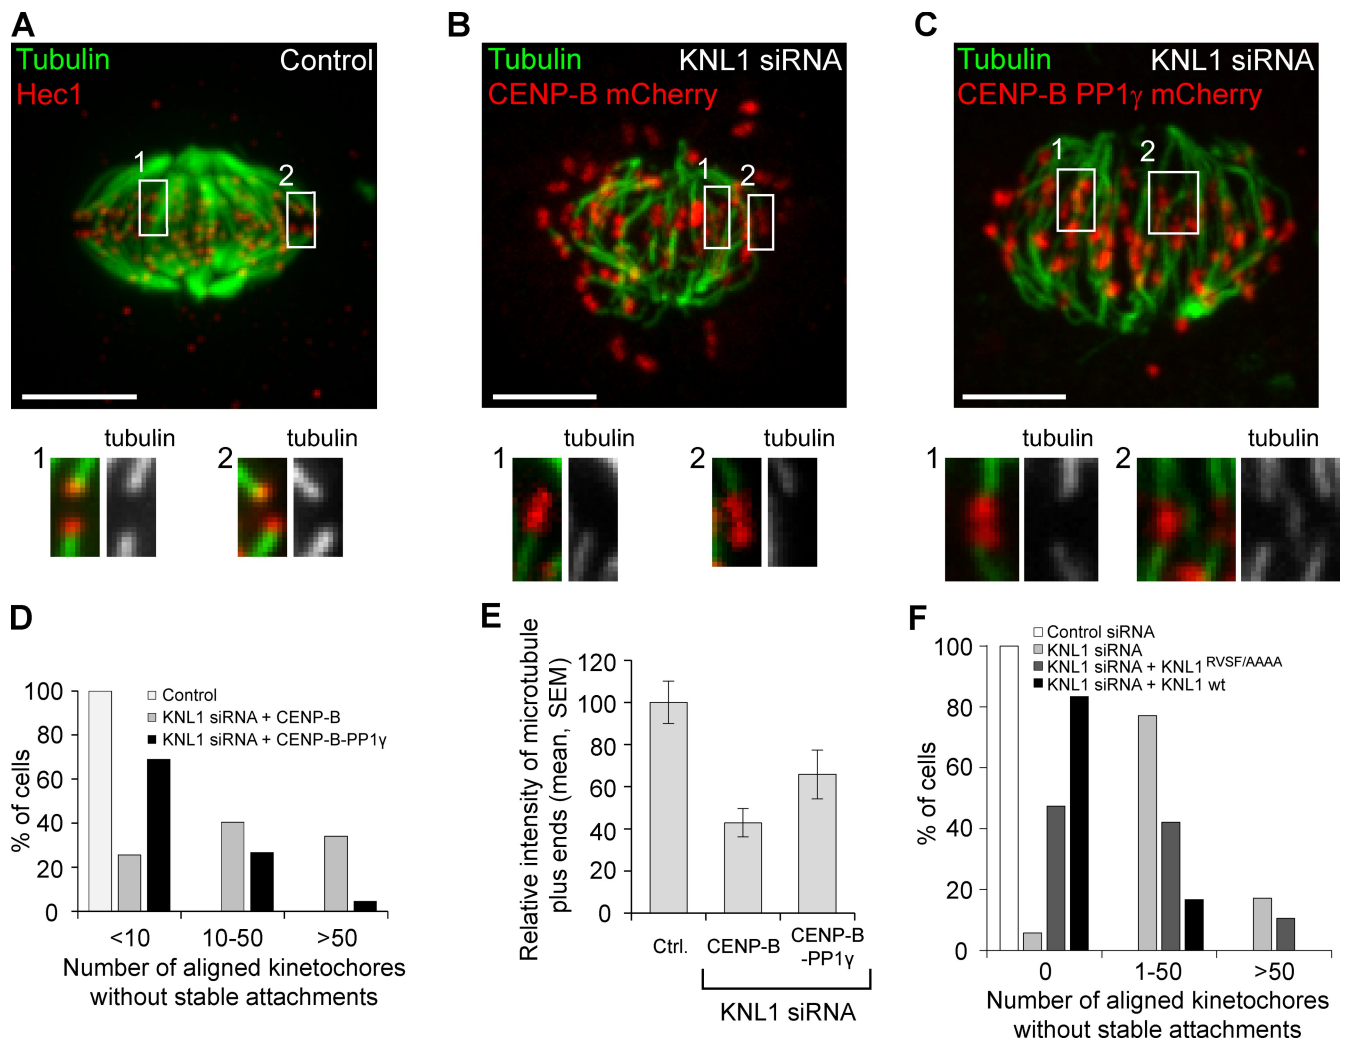 A
Tubulin
Control
Hec1
1
2
B
Tubulin
KNL1 siRNA
CENP-B mCherry
1
2
C
Tubulin
KNL1 siRNA
CENP-B PP1γ mCherry
1
2
tubulin
1
tubulin
2
tubulin
1
tubulin
2
tubulin
1
tubulin
2
D
% of cells
100
80
60
40
20
0
Control
KNL1 siRNA + CENP-B
KNL1 siRNA + CENP-B-PP1γ
<10
10-50
>50
Number of aligned kinetochores
without stable attachments
E
Relative intensity of microtubule
plus ends (mean, SEM)
120
100
80
60
40
20
0
Ctrl.
CENP-B
CENP-B
-PP1γ
KNL1 siRNA
F
% of cells
100
80
60
40
20
0
Control siRNA
KNL1 siRNA
KNL1 siRNA + KNL1 RVSF/AAAA
KNL1 siRNA + KNL1 wt
0
1-50
>50
Number of aligned kinetochores
without stable attachments